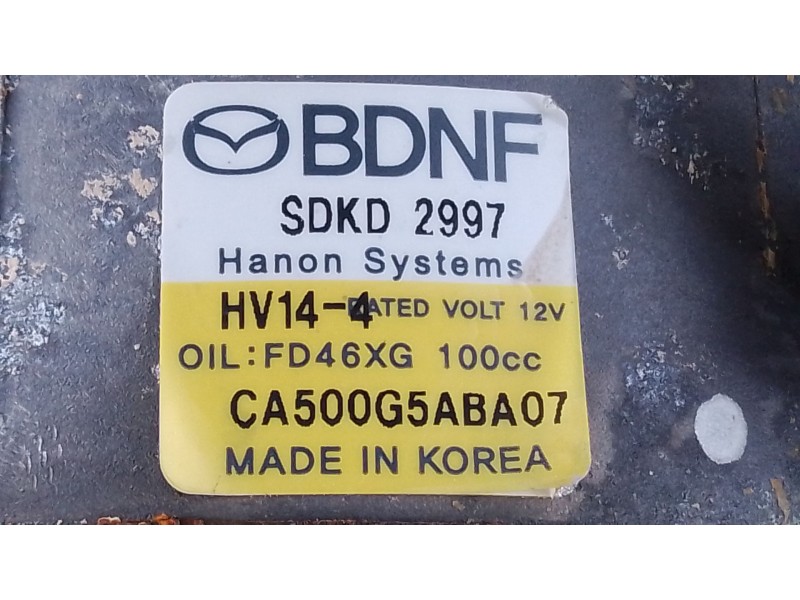 BDNF
SDKD 2997
Hanon Systems
HV14-4 RATED VOLT 12V
OIL:FD46XG 100cc
CA500G5ABA07
MADE IN KOREA